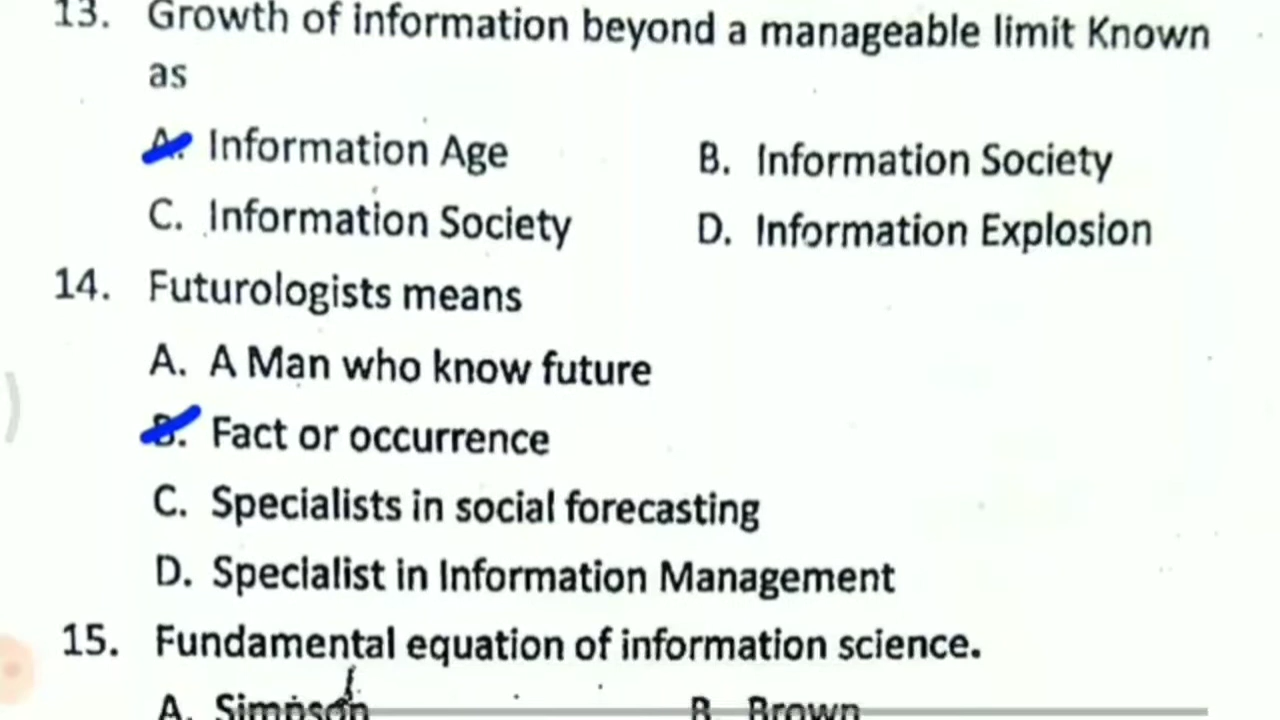 13. Growth of information beyond a manageable limit Known
as
A. Information Age B. Information Society
C. Information Society D. Information Explosion
14. Futurologists means
A. A Man who know future
B. Fact or occurrence
C. Specialists in social forecasting
D. Specialist in Information Management
15. Fundamental equation of information science.
A. Simpson B. Brown